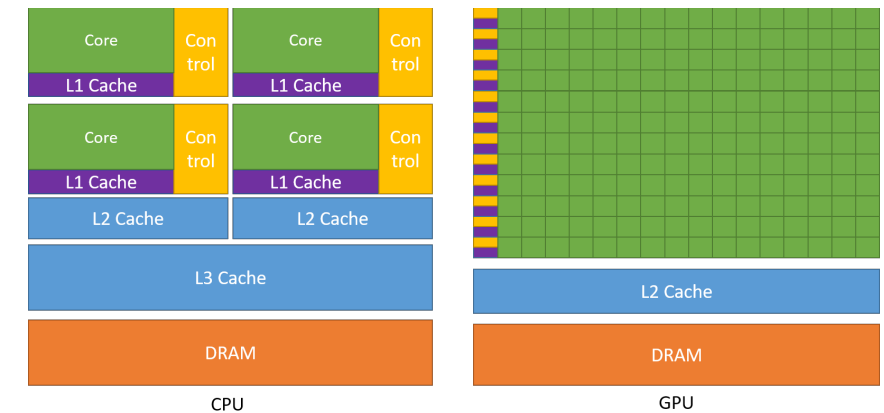 Core
Con
trol
Core
Con
trol
L1 Cache
L1 Cache
Core
Con
trol
Core
Con
trol
L1 Cache
L1 Cache
L2 Cache
L2 Cache
L3 Cache
DRAM
CPU
L2 Cache
DRAM
GPU